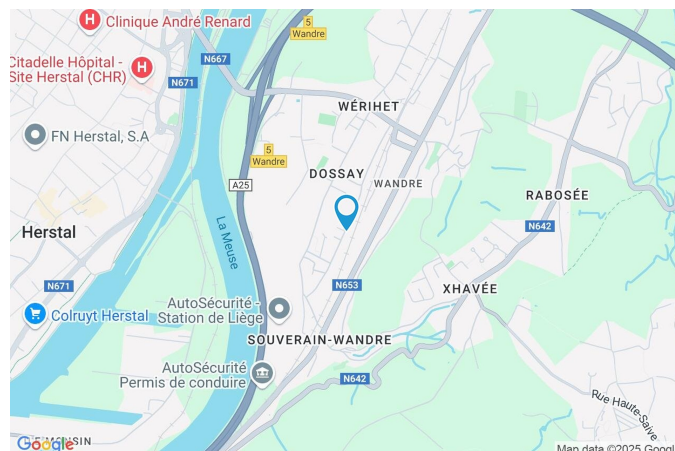 Clinique André Renard
5
Wandre
N667
Citadelle Hôpital -
Site Herstal (CHR)
N671
WÉRIHET
FN Herstal, S.A
5
Wandre
DOSSAY
WANDRE
A25
RABOSÉE
Herstal
La Meuse
N642
N671
N653
XHAVÉE
AutoSécurité -
Station de Liège
Colruyt Herstal
SOUVERAIN-WANDRE
AutoSécurité
Permis de conduire
N642
Rue Haute-Saive
Google
Map data ©2025 Googl